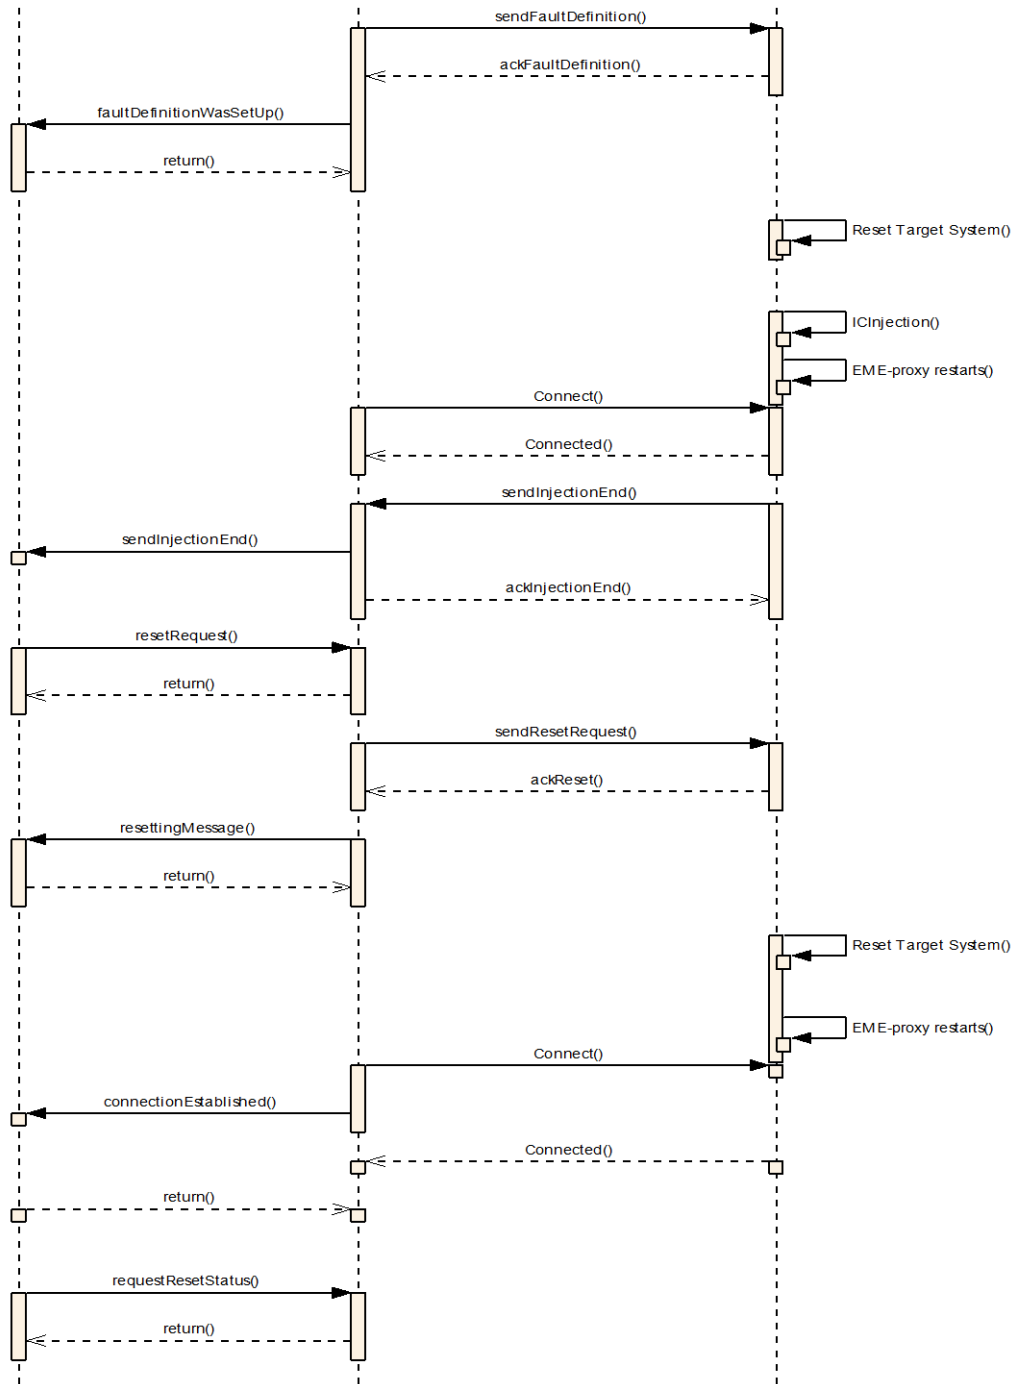 sendFaultDefinition()
ackFaultDefinition()
faultDefinitionWasSetUp()
return()
Reset Target System()
ICInjection()
EME-proxy restarts()
Connect()
Connected()
sendInjectionEnd()
sendInjectionEnd()
ackInjectionEnd()
resetRequest()
return()
sendResetRequest()
ackReset()
resettingMessage()
return()
Reset Target System()
EME-proxy restarts()
Connect()
connectionEstablished()
Connected()
return()
requestResetStatus()
return()